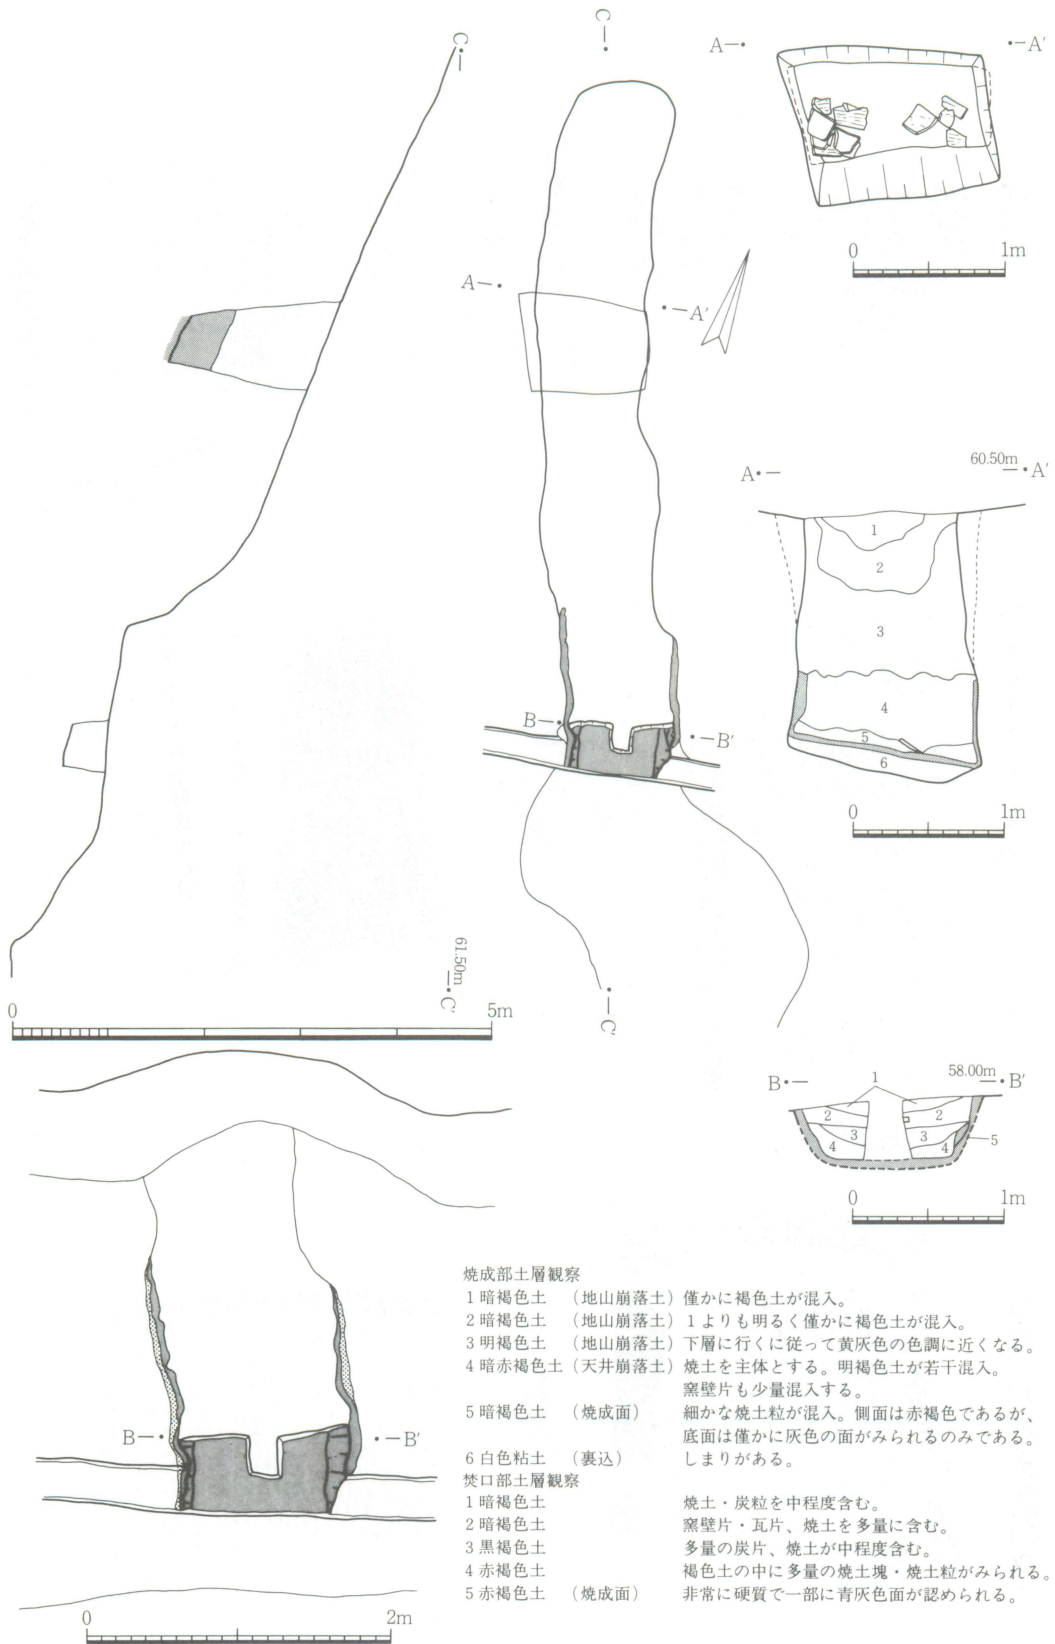 C
C
A
A′
0
1m
A
A′
60.50m
A
A′
1
2
3
4
5
6
0
1m
B
B′
61.50m
C′
C′
0
5m
58.00m
B
B′
1
2
2
3
3
4
4
5
0
1m
B
B′
0
2m
焼成部土層観察
1 暗褐色土 (地山崩落土) 僅かに褐色土が混入。
2 暗褐色土 (地山崩落土) 1よりも明るく僅かに褐色土が混入。
3 明褐色土 (地山崩落土) 下層に行くに従って黄灰色の色調に近くなる。
4 暗赤褐色土 (天井崩落土) 焼土を主体とする。明褐色土が若干混入。
窯壁片も少量混入する。
5 暗褐色土 (焼成面) 細かな焼土粒が混入。側面は赤褐色であるが、
底面は僅かに灰色の面がみられるのみである。
6 白色粘土 (裏込) しまりがある。
焚口部土層観察
1 暗褐色土 焼土・炭粒を中程度含む。
2 暗褐色土 窯壁片・瓦片、焼土を多量に含む。
3 黒褐色土 多量の炭片、焼土が中程度含む。
4 赤褐色土 褐色土の中に多量の焼土塊・焼土粒がみられる。
5 赤褐色土 (焼成面) 非常に硬質で一部に青灰色面が認められる。